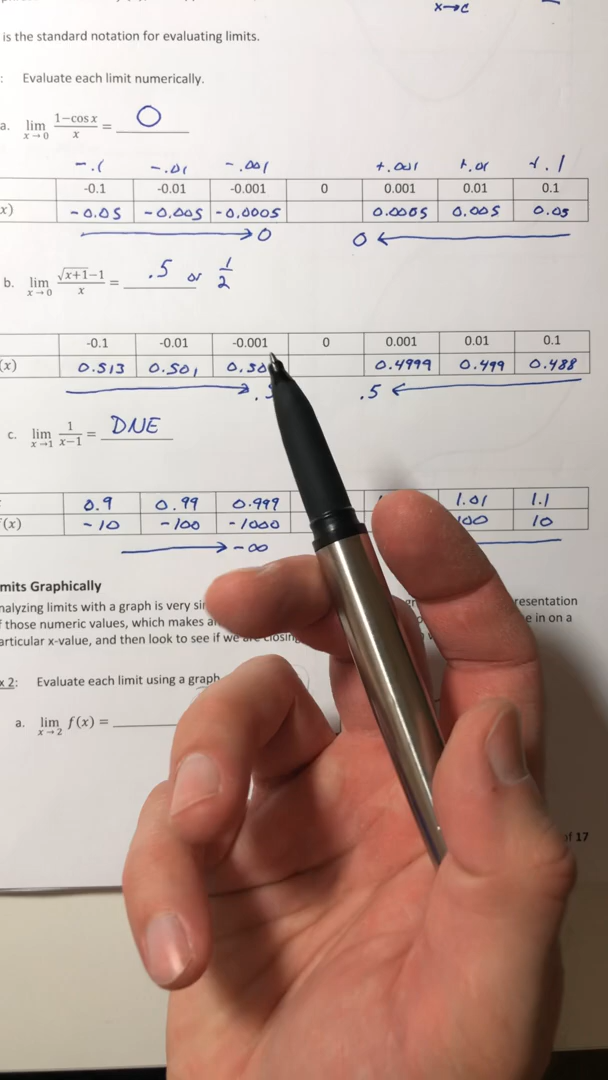 x→c
is the standard notation for evaluating limits.
: Evaluate each limit numerically.
a. lim x→0 1−cos x / x = 0
-.1 -.01 -.001 +.001 +.01 +.1
-0.1 -0.01 -0.001 0 0.001 0.01 0.1
x) -0.05 -0.005 -0.0005 0.0005 0.005 0.05
→ 0 0 ←
b. lim x→0 √x+1−1 / x = .5 or 1/2
-0.1 -0.01 -0.001 0 0.001 0.01 0.1
(x) 0.513 0.501 0.4999 0.499 0.488
→ .5 ←
c. lim x→1 1 / x−1 = DNE
0.9 0.99 0.999 1.01 1.1
f(x) -10 -100 -1000 100 10
→ -∞
mits Graphically
nalyzing limits with a graph is very resentation
f those numeric values, which makes e in on a
articular x-value, and then look to see if we are closing
x 2: Evaluate each limit using a graph
a. lim x→2 f(x) =
of 17